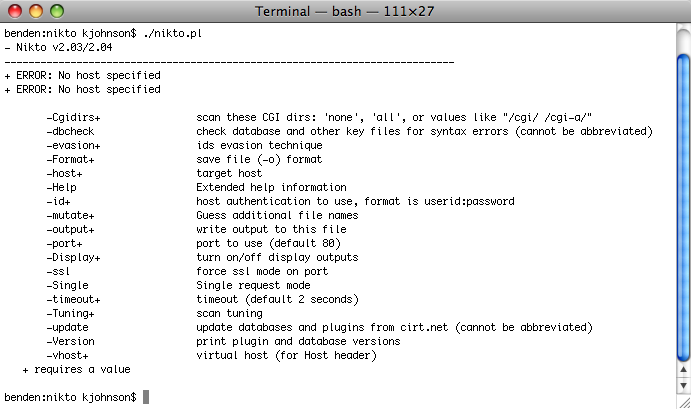 Terminal — bash — 111×27
benden:nikto kjohnson$ ./nikto.pl
- Nikto v2.03/2.04
---------------------------------------------------------------------------
+ ERROR: No host specified
+ ERROR: No host specified
-Cgidirs+ scan these CGI dirs: 'none', 'all', or values like "/cgi/ /cgi-a/"
-dbcheck check database and other key files for syntax errors (cannot be abbreviated)
-evasion+ ids evasion technique
-Format+ save file (-o) format
-host+ target host
-Help Extended help information
-id+ host authentication to use, format is userid:password
-mutate+ Guess additional file names
-output+ write output to this file
-port+ port to use (default 80)
-Display+ turn on/off display outputs
-ssl force ssl mode on port
-Single Single request mode
-timeout+ timeout (default 2 seconds)
-Tuning+ scan tuning
-update update databases and plugins from cirt.net (cannot be abbreviated)
-Version print plugin and database versions
-vhost+ virtual host (for Host header)
+ requires a value
benden:nikto kjohnson$